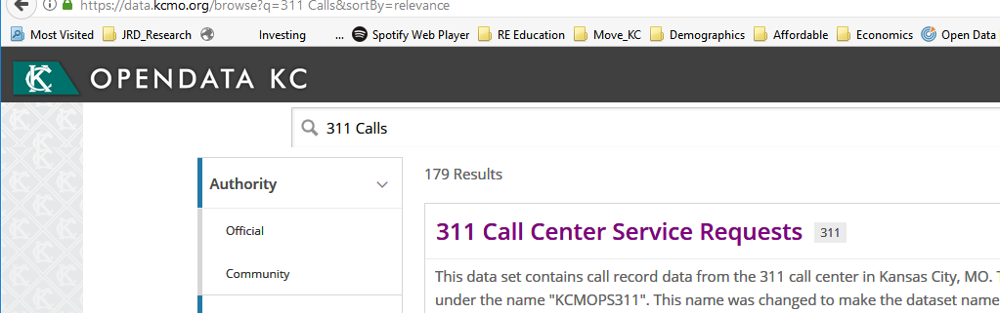 https://data.kcmo.org/browse?q=311 Calls&sortBy=relevance
Most Visited JRD_Research Investing ... Spotify Web Player RE Education Move_KC Demographics Affordable Economics Open Data
KC OPENDATA KC
311 Calls
Authority
179 Results
Official
311 Call Center Service Requests 311
Community
This data set contains call record data from the 311 call center in Kansas City, MO.
under the name "KCMOPS311". This name was changed to make the dataset name